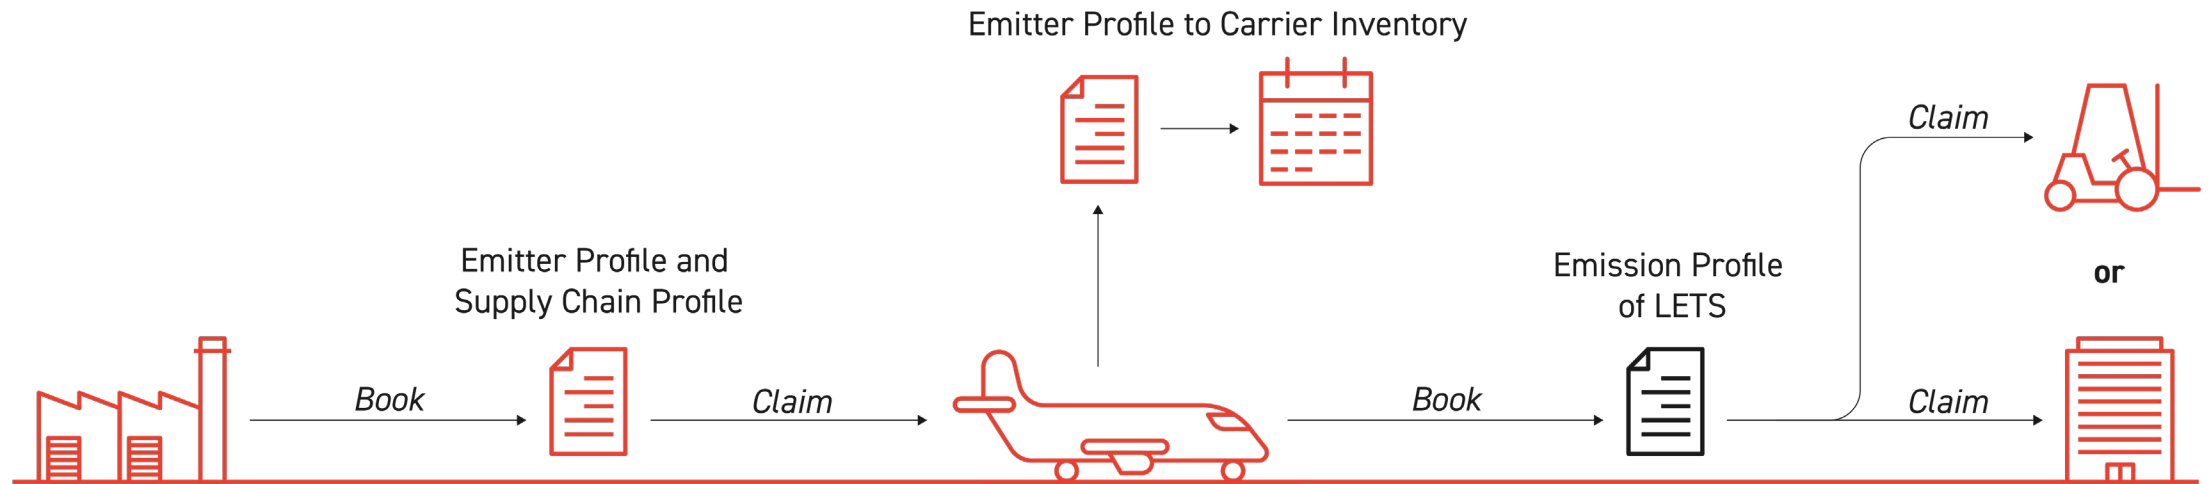 Emitter Profile to Carrier Inventory
Emitter Profile and
Supply Chain Profile
Book
Claim
Book
Emission Profile
of LETS
Claim
or
Claim